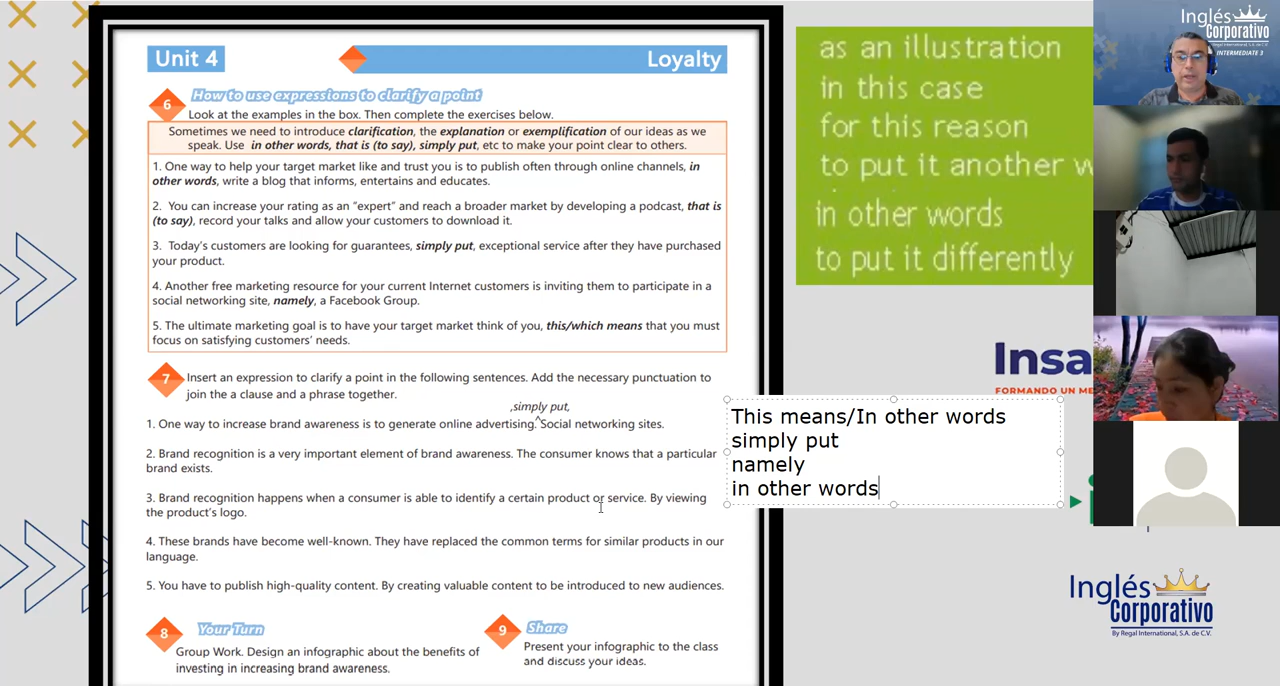 Unit 4
Loyalty
6
How to use expressions to clarify a point
Look at the examples in the box. Then complete the exercises below.
Sometimes we need to introduce clarification, the explanation or exemplification of our ideas as we
speak. Use in other words, that is (to say), simply put, etc to make your point clear to others.
1. One way to help your target market like and trust you is to publish often through online channels, in
other words, write a blog that informs, entertains and educates.
2. You can increase your rating as an “expert” and reach a broader market by developing a podcast, that is
(to say), record your talks and allow your customers to download it.
3. Today’s customers are looking for guarantees, simply put, exceptional service after they have purchased
your product.
4. Another free marketing resource for your current Internet customers is inviting them to participate in a
social networking site, namely, a Facebook Group.
5. The ultimate marketing goal is to have your target market think of you, this/which means that you must
focus on satisfying customers’ needs.
7
Insert an expression to clarify a point in the following sentences. Add the necessary punctuation to
join the a clause and a phrase together.
,simply put,
1. One way to increase brand awareness is to generate online advertising.^Social networking sites.
2. Brand recognition is a very important element of brand awareness. The consumer knows that a particular
brand exists.
3. Brand recognition happens when a consumer is able to identify a certain product or service. By viewing
the product’s logo.
4. These brands have become well-known. They have replaced the common terms for similar products in our
language.
5. You have to publish high-quality content. By creating valuable content to be introduced to new audiences.
8
Your Turn
Group Work. Design an infographic about the benefits of
investing in increasing brand awareness.
9
Share
Present your infographic to the class
and discuss your ideas.
as an illustration
in this case
for this reason
to put it another w
in other words
to put it differently
Insa
FORMANDO UN ME
This means/In other words
simply put
namely
in other words
Inglés
Corporativo
By Regal International, S.A. de C.V.
Inglés
Corporativo
By Regal International, S.A. de C.V.
INTERMEDIATE 3